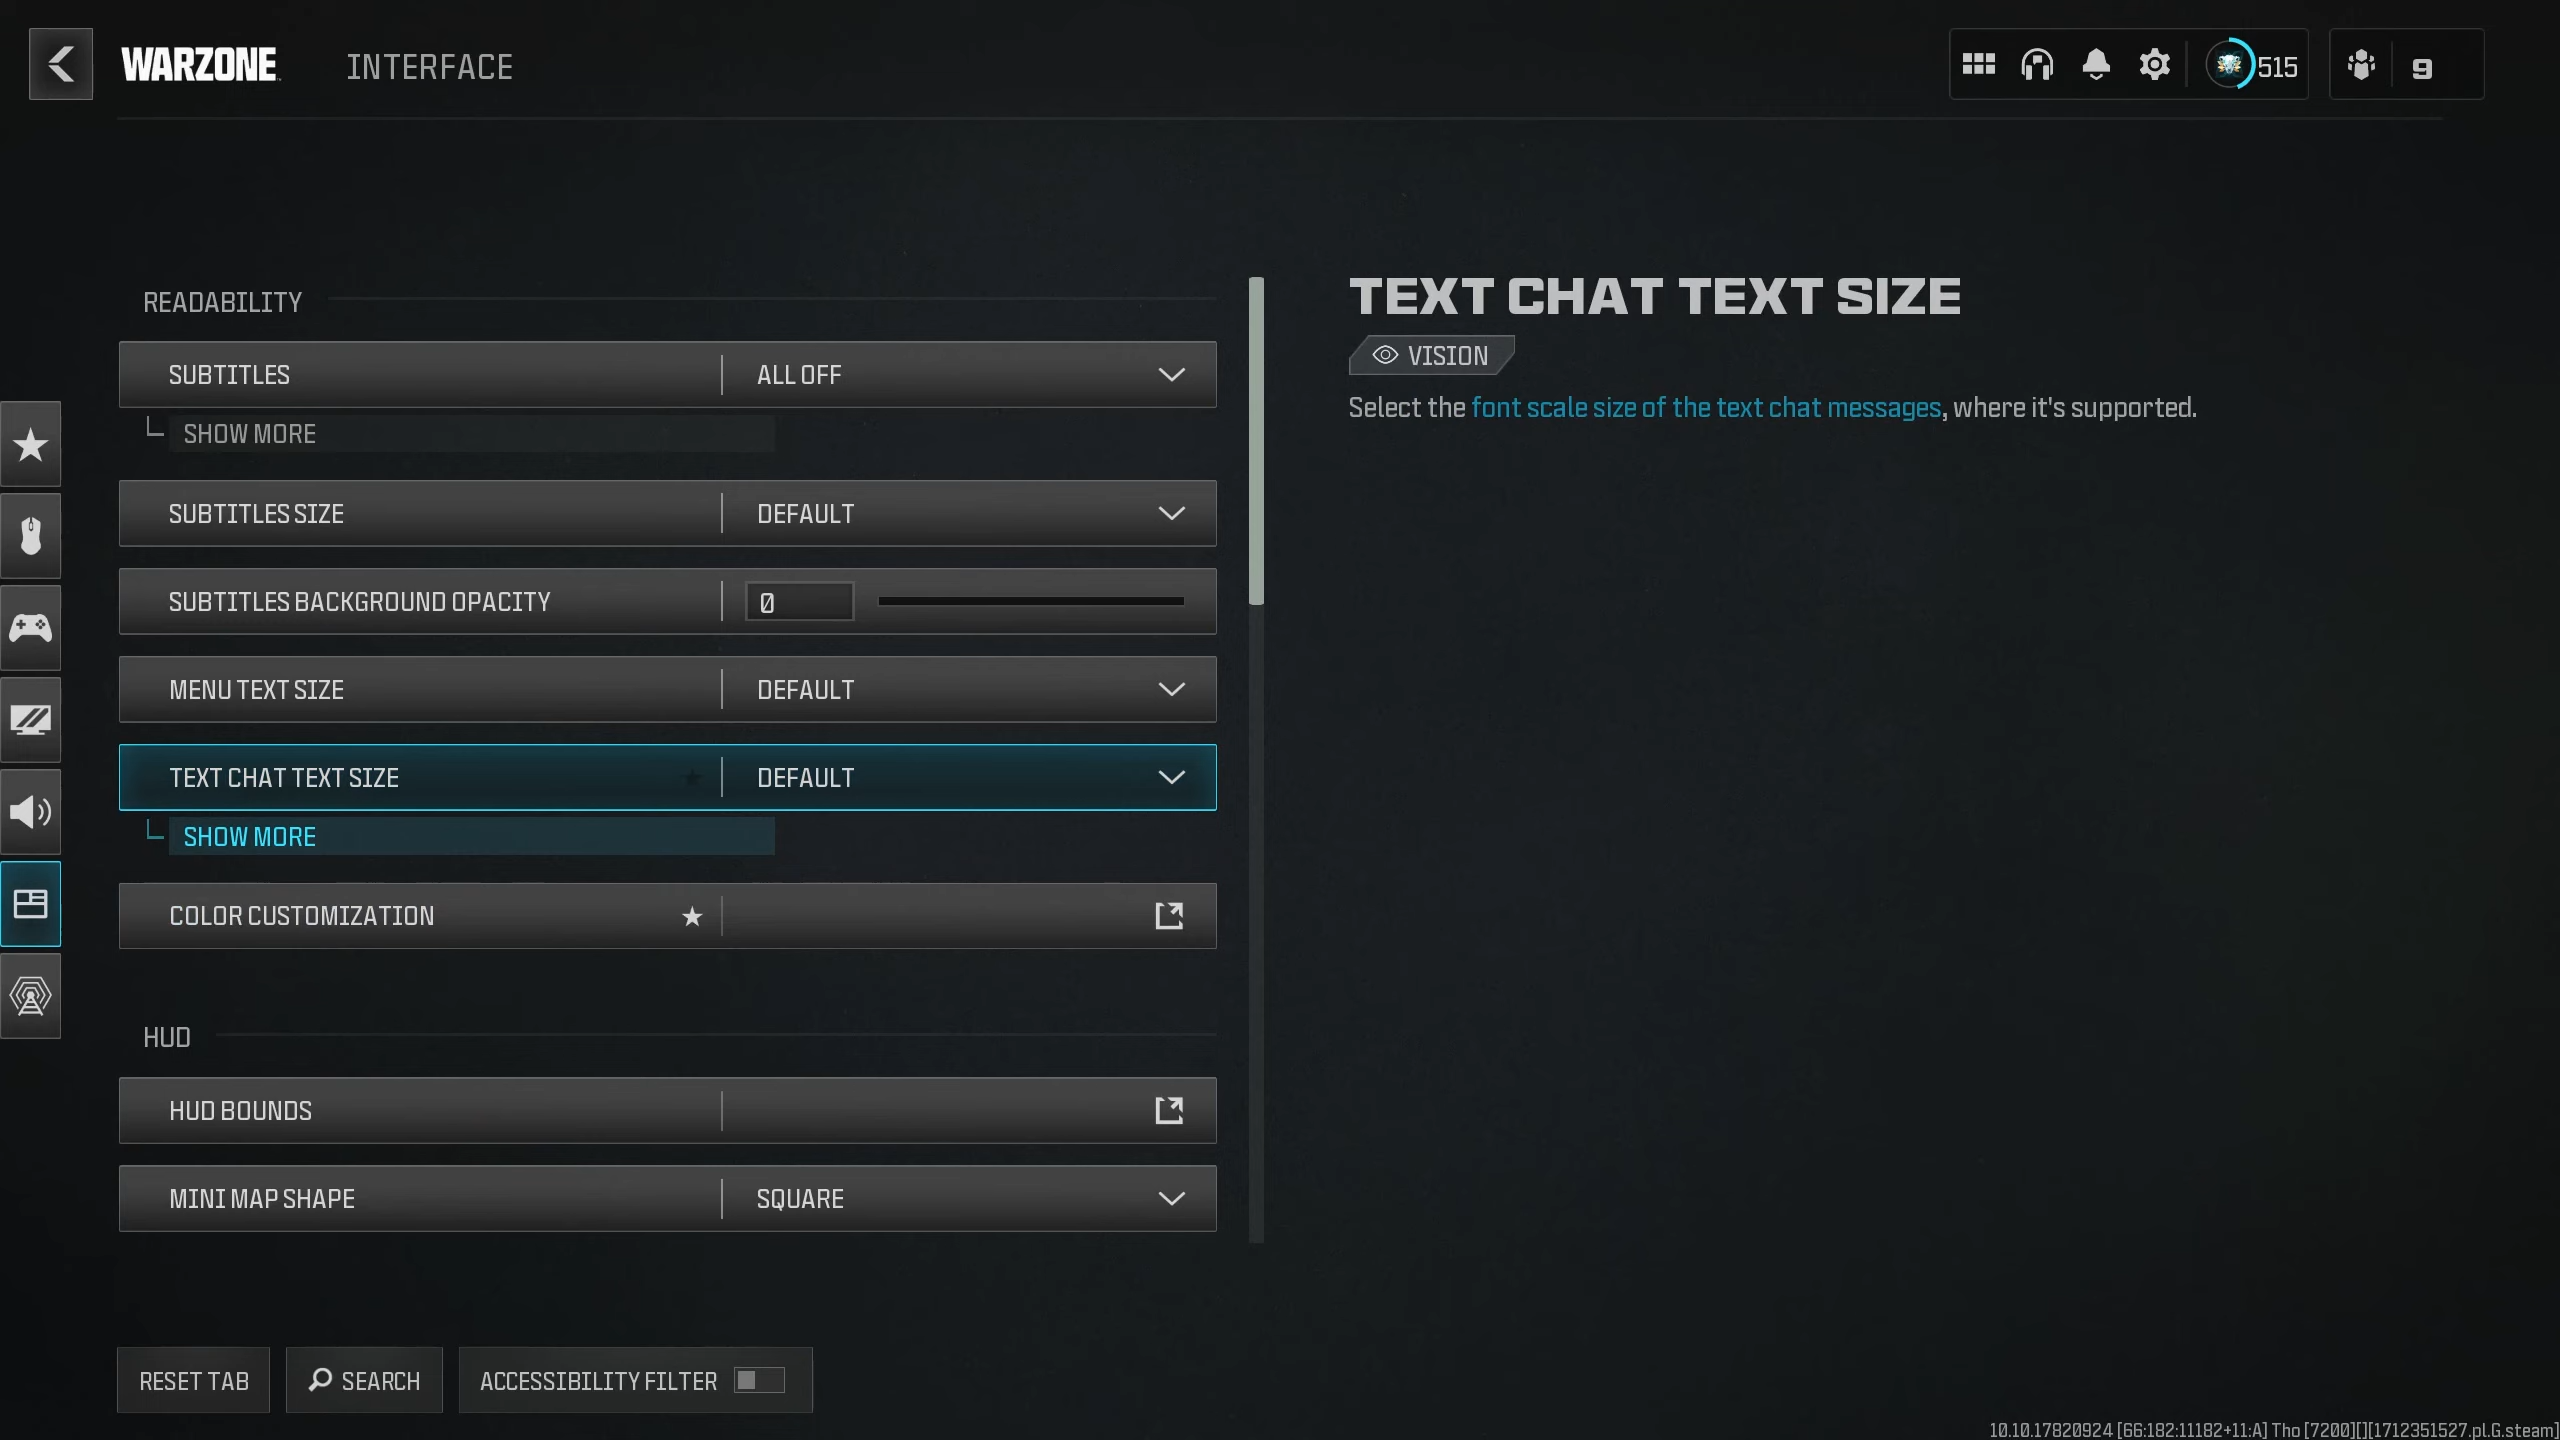 WARZONE
INTERFACE
515
9
READABILITY
SUBTITLES
ALL OFF
SHOW MORE
SUBTITLES SIZE
DEFAULT
SUBTITLES BACKGROUND OPACITY
0
MENU TEXT SIZE
DEFAULT
TEXT CHAT TEXT SIZE
DEFAULT
SHOW MORE
COLOR CUSTOMIZATION
HUD
HUD BOUNDS
MINI MAP SHAPE
SQUARE
TEXT CHAT TEXT SIZE
VISION
Select the font scale size of the text chat messages, where it's supported.
RESET TAB
SEARCH
ACCESSIBILITY FILTER
10.10.17820924 [66:182:11182+11:A] Tho [7200][][1712351527.pl.G.steam]